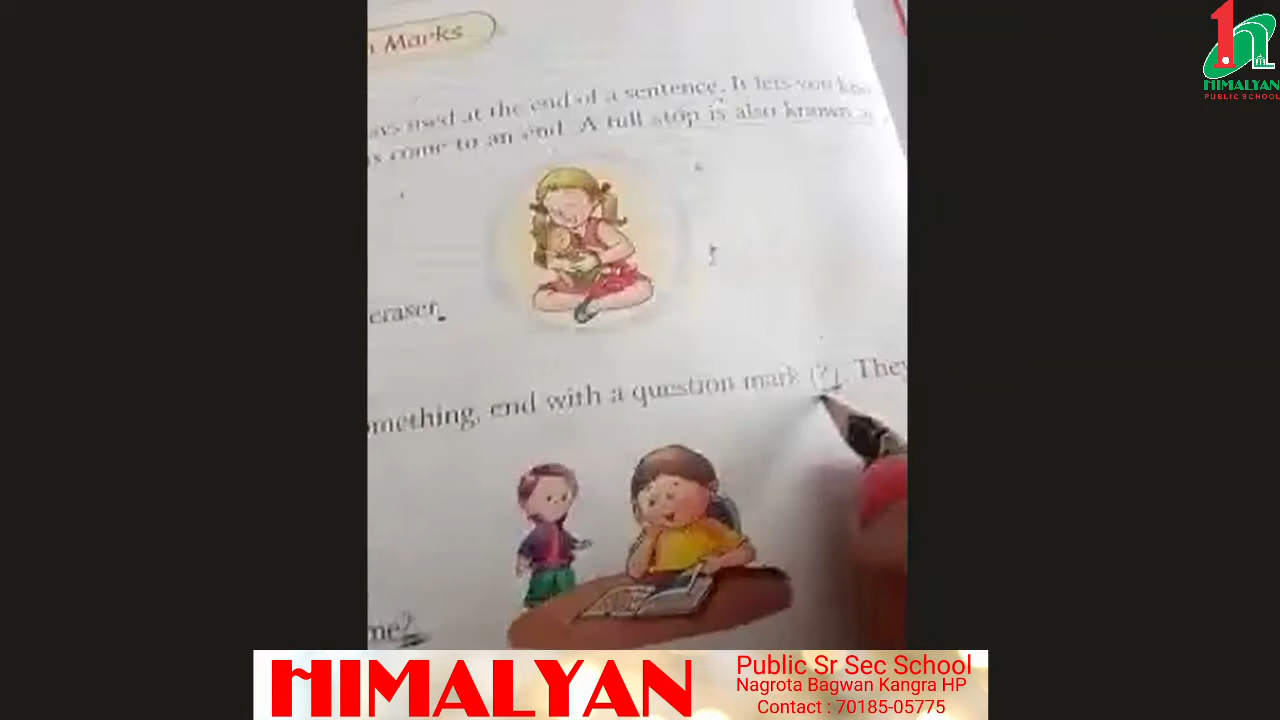 Marks
used at the end of a sentence. It lets you
come to an end. A full stop is also known
eraser.
omething, end with a question mark (?). They
me?
HIMALYAN
PUBLIC SCHOOL
HIMALYAN
Public Sr Sec School
Nagrota Bagwan Kangra HP
Contact : 70185-05775